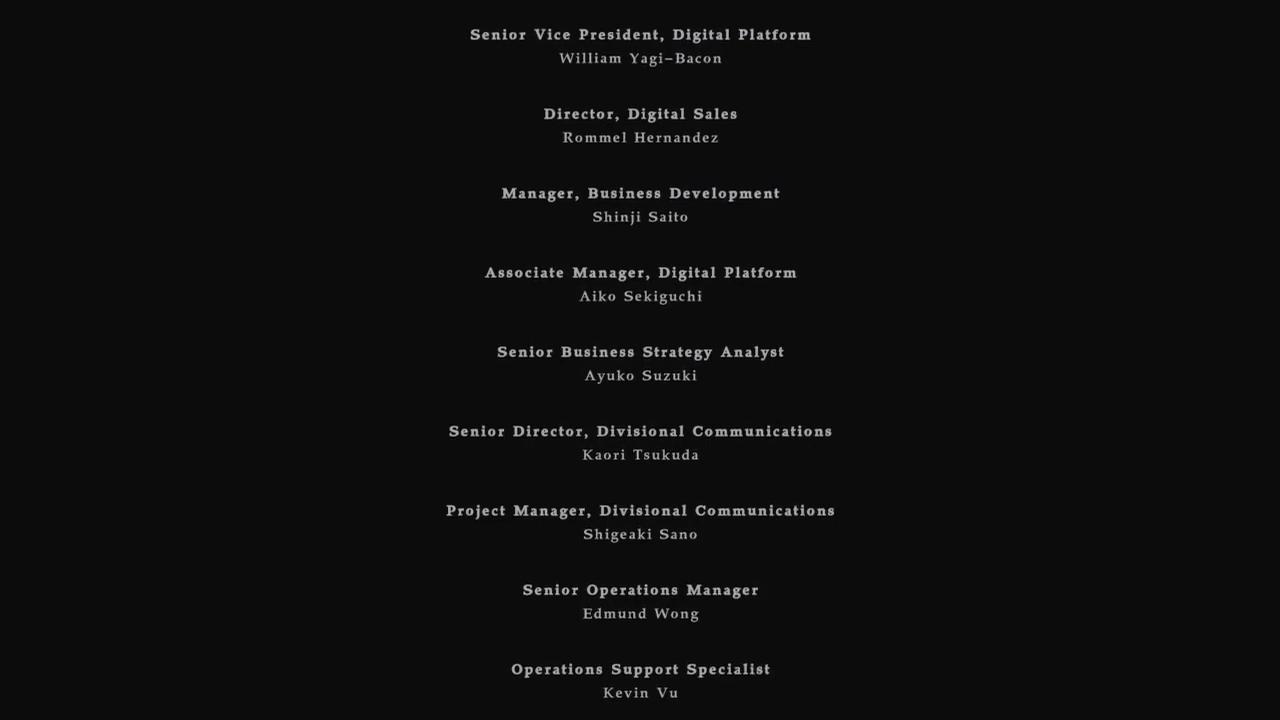 Senior Vice President, Digital Platform
William Yagi-Bacon
Director, Digital Sales
Rommel Hernandez
Manager, Business Development
Shinji Saito
Associate Manager, Digital Platform
Aiko Sekiguchi
Senior Business Strategy Analyst
Ayuko Suzuki
Senior Director, Divisional Communications
Kaori Tsukuda
Project Manager, Divisional Communications
Shigeaki Sano
Senior Operations Manager
Edmund Wong
Operations Support Specialist
Kevin Vu